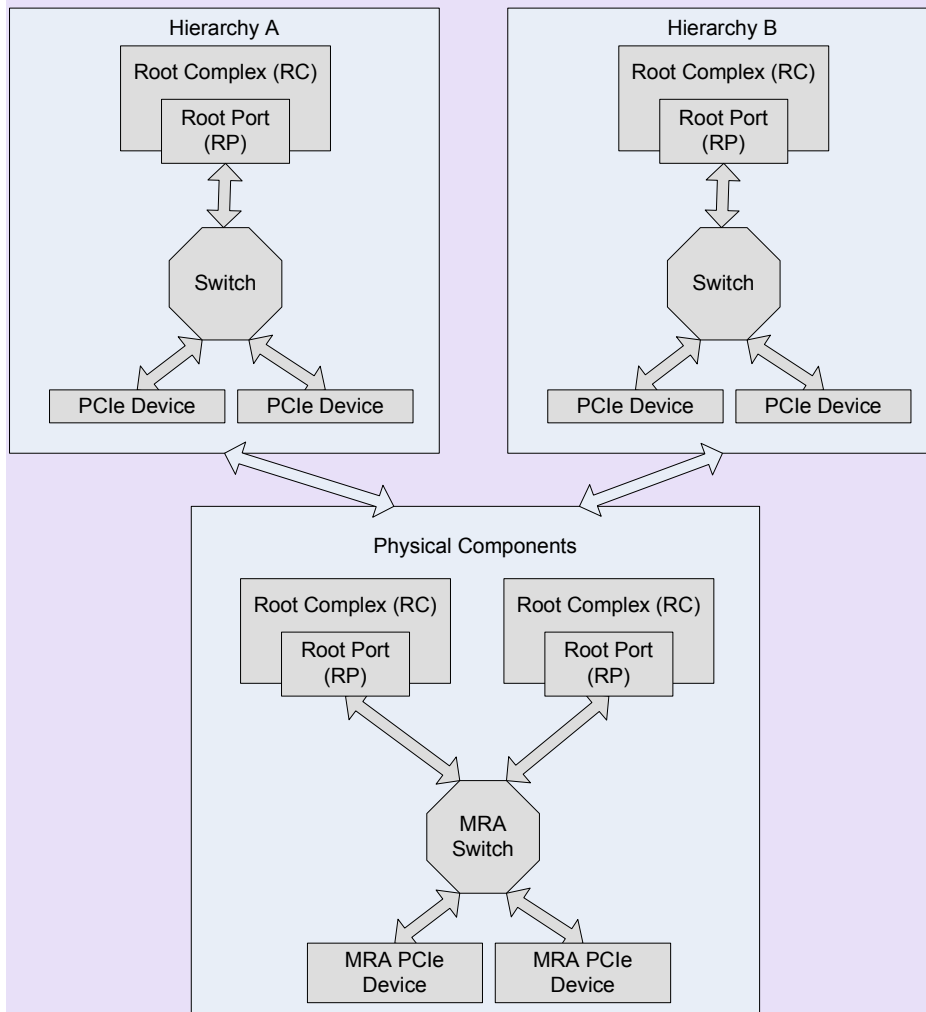 Hierarchy A
Root Complex (RC)
Root Port
(RP)
Switch
PCIe Device
PCIe Device
Hierarchy B
Root Complex (RC)
Root Port
(RP)
Switch
PCIe Device
PCIe Device
Physical Components
Root Complex (RC)
Root Port
(RP)
Root Complex (RC)
Root Port
(RP)
MRA
Switch
MRA PCIe
Device
MRA PCIe
Device